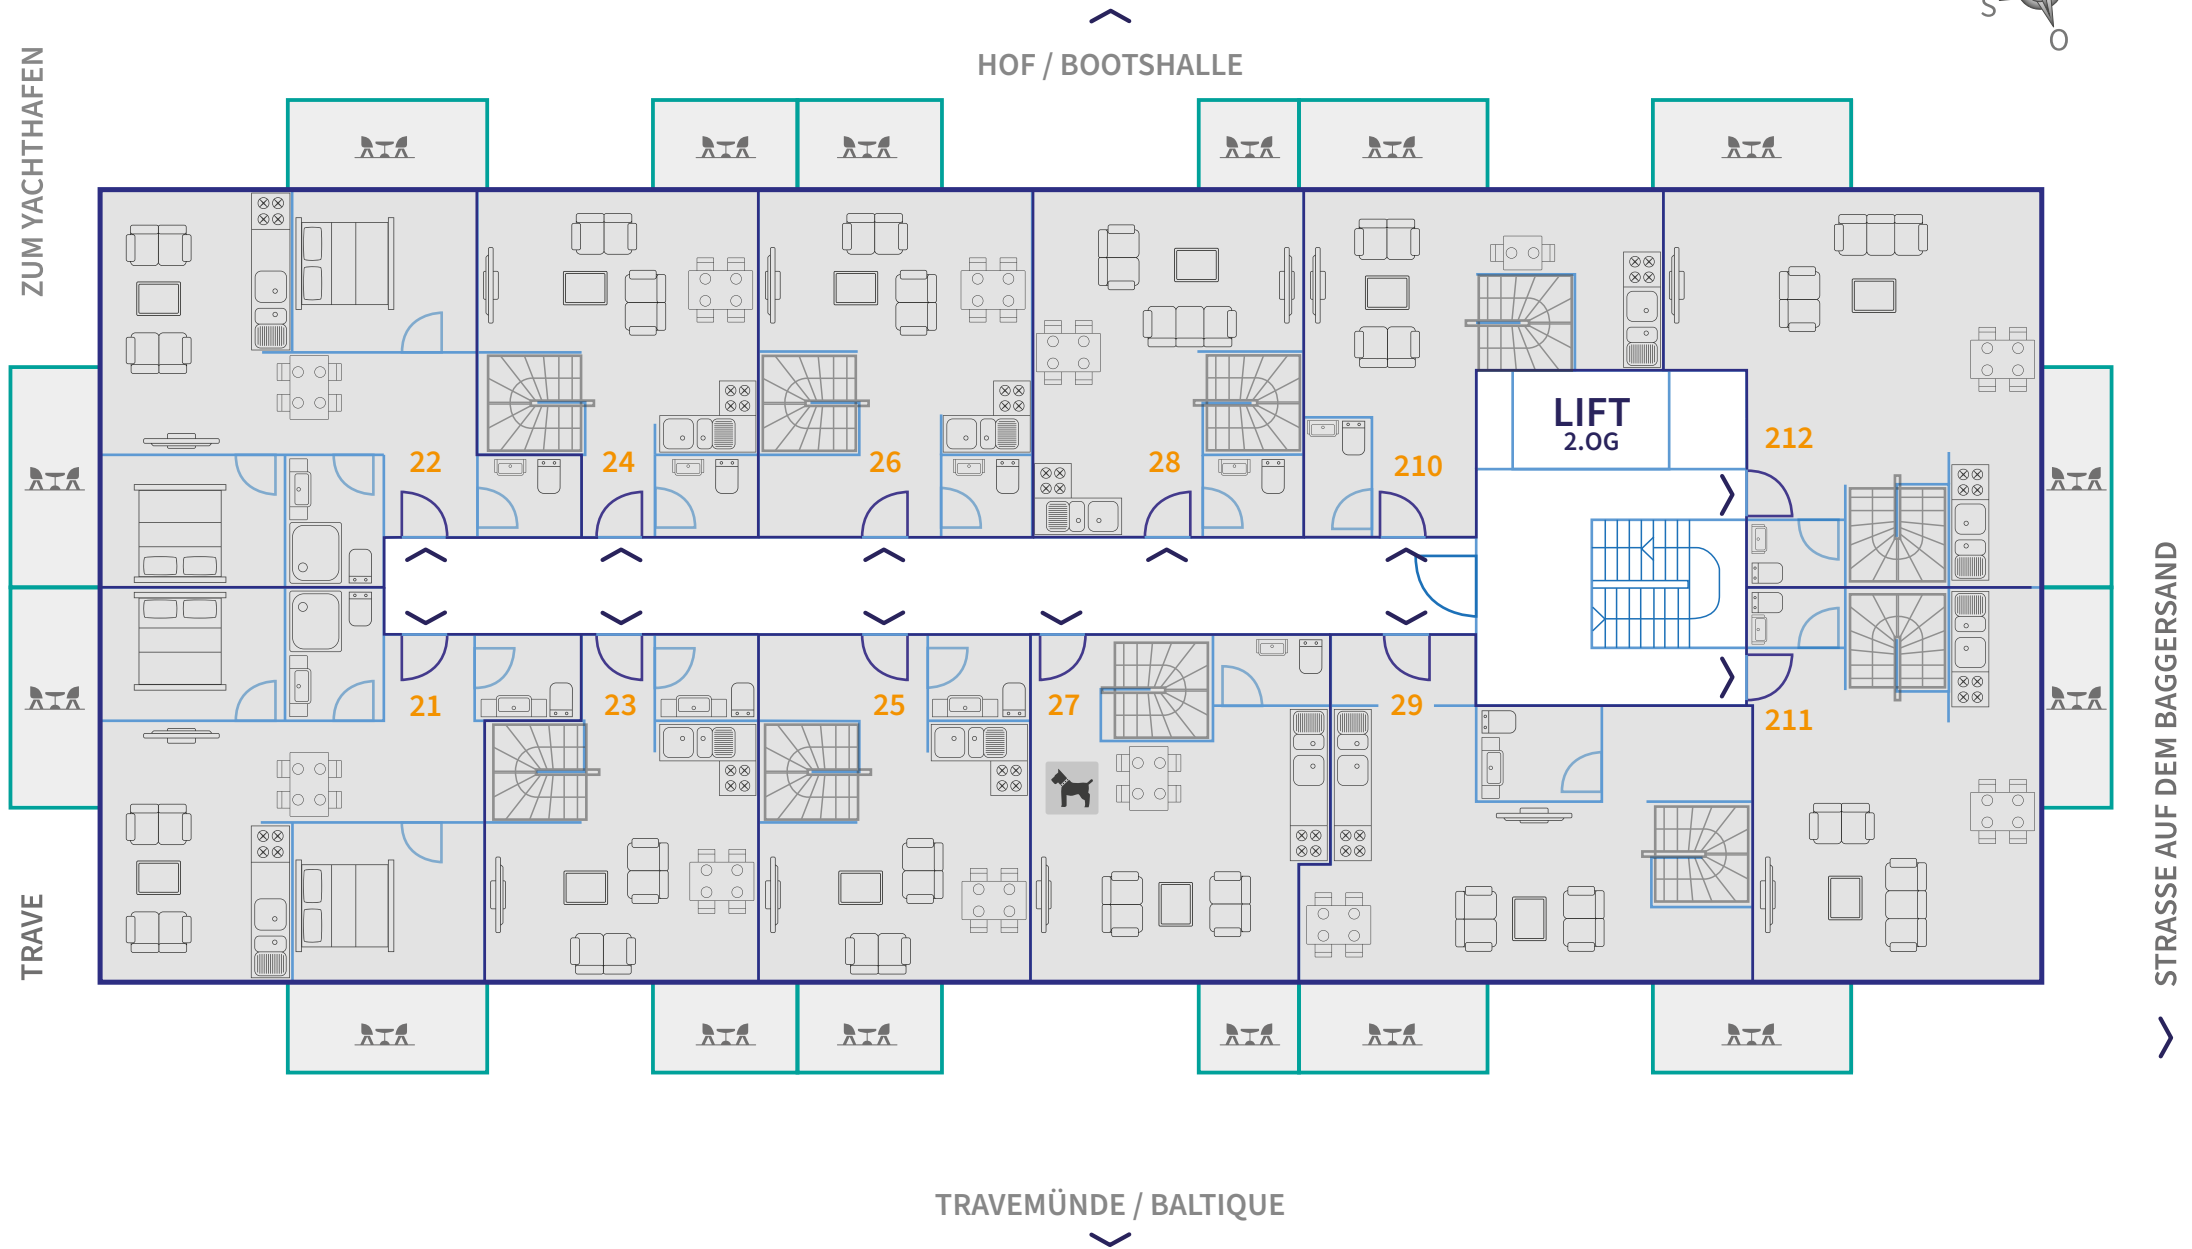 S
O
HOF / BOOTSHALLE
ZUM YACHTHAFEN
LIFT
2.OG
212
22
24
26
28
210
21
23
25
27
29
211
TRAVE
STRASSE AUF DEM BAGGERSAND
TRAVEMÜNDE / BALTIQUE